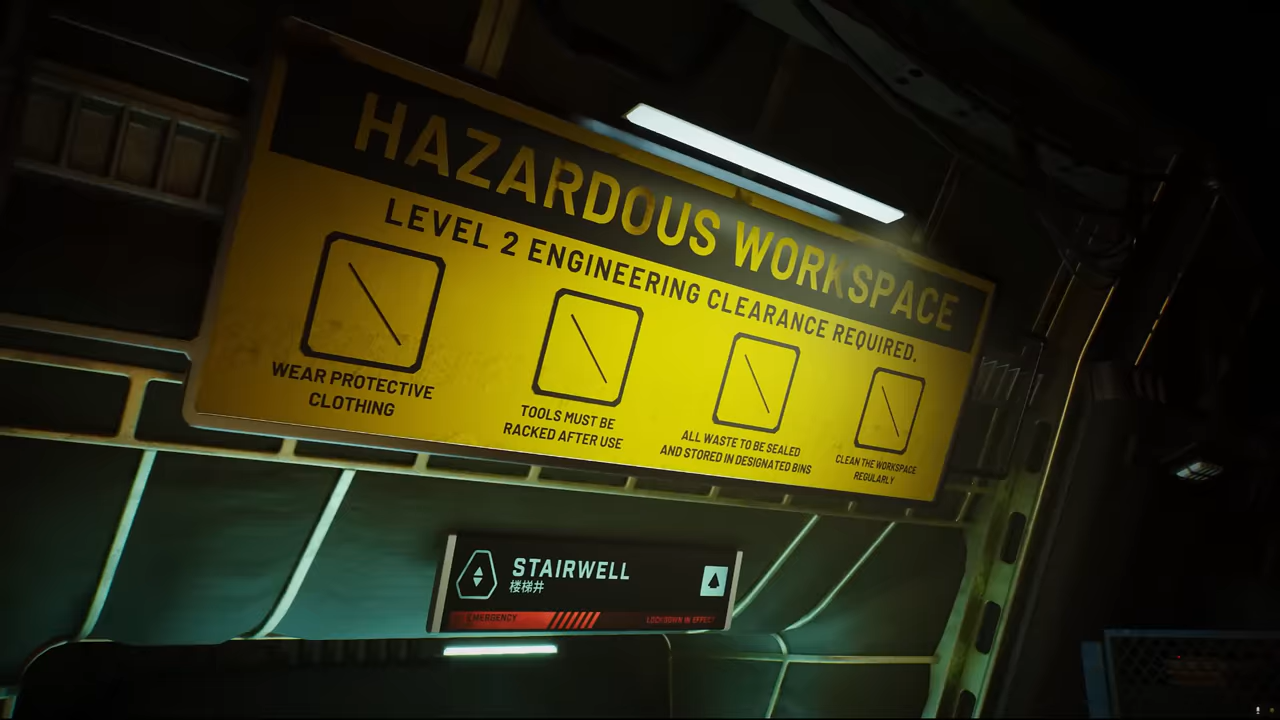 HAZARDOUS WORKSPACE
LEVEL 2 ENGINEERING CLEARANCE REQUIRED.
WEAR PROTECTIVE
CLOTHING
TOOLS MUST BE
RACKED AFTER USE
ALL WASTE TO BE SEALED
AND STORED IN DESIGNATED BINS
CLEAN THE WORKSPACE
REGULARLY
STAIRWELL
楼梯井
EMERGENCY
LOCKDOWN IN EFFECT